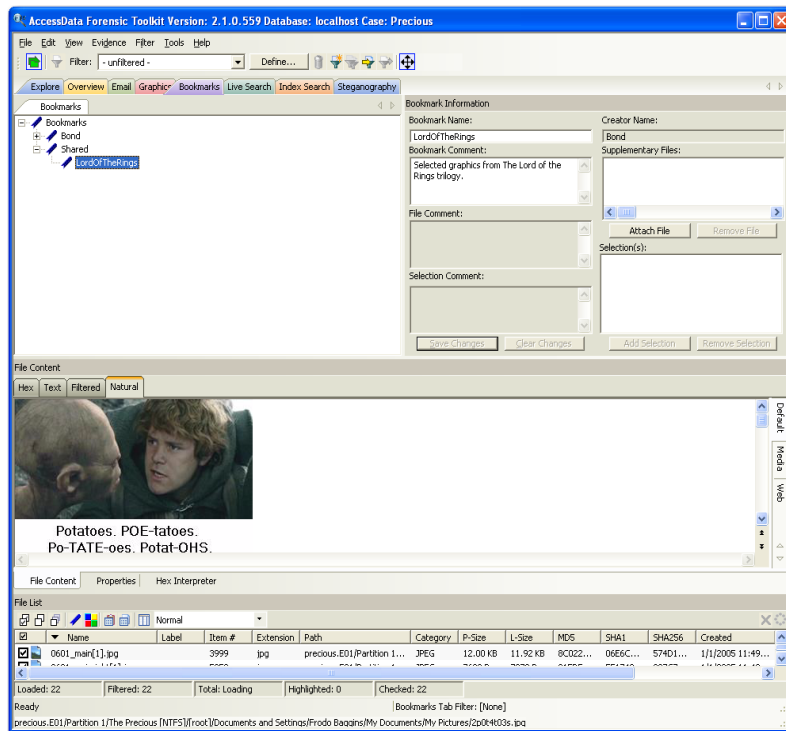 AccessData Forensic Toolkit Version: 2.1.0.559 Database: localhost Case: Precious
File Edit View Evidence Filter Tools Help
Filter: - unfiltered - Define...
Explore Overview Email Graphics Bookmarks Live Search Index Search Steganography
Bookmarks
Bookmarks
Bond
Shared
LordOfTheRings
Bookmark Information
Bookmark Name:
LordOfTheRings
Bookmark Comment:
Selected graphics from The Lord of the
Rings trilogy.
File Comment:
Selection Comment:
Save Changes Clear Changes
Creator Name:
Bond
Supplementary Files:
Attach File Remove File
Selection(s):
Add Selection Remove Selection
File Content
Hex Text Filtered Natural
Potatoes. POE-tatoes.
Po-TATE-oes. Potat-OHS.
Default
Media
Web
File Content Properties Hex Interpreter
File List
Normal
Name Label Item # Extension Path Category P-Size L-Size MD5 SHA1 SHA256 Created
0601_main[1].jpg 3999 jpg precious.E01/Partition 1... JPEG 12.00 KB 11.92 KB 8C022... 06E6C... 574D1... 1/1/2005 11:49...
Loaded: 22 Filtered: 22 Total: Loading Highlighted: 0 Checked: 22
Ready Bookmarks Tab Filter: [None]
precious.E01/Partition 1/The Precious [NTFS]/[root]/Documents and Settings/Frodo Baggins/My Documents/My Pictures/2p0t4t03s.jpg